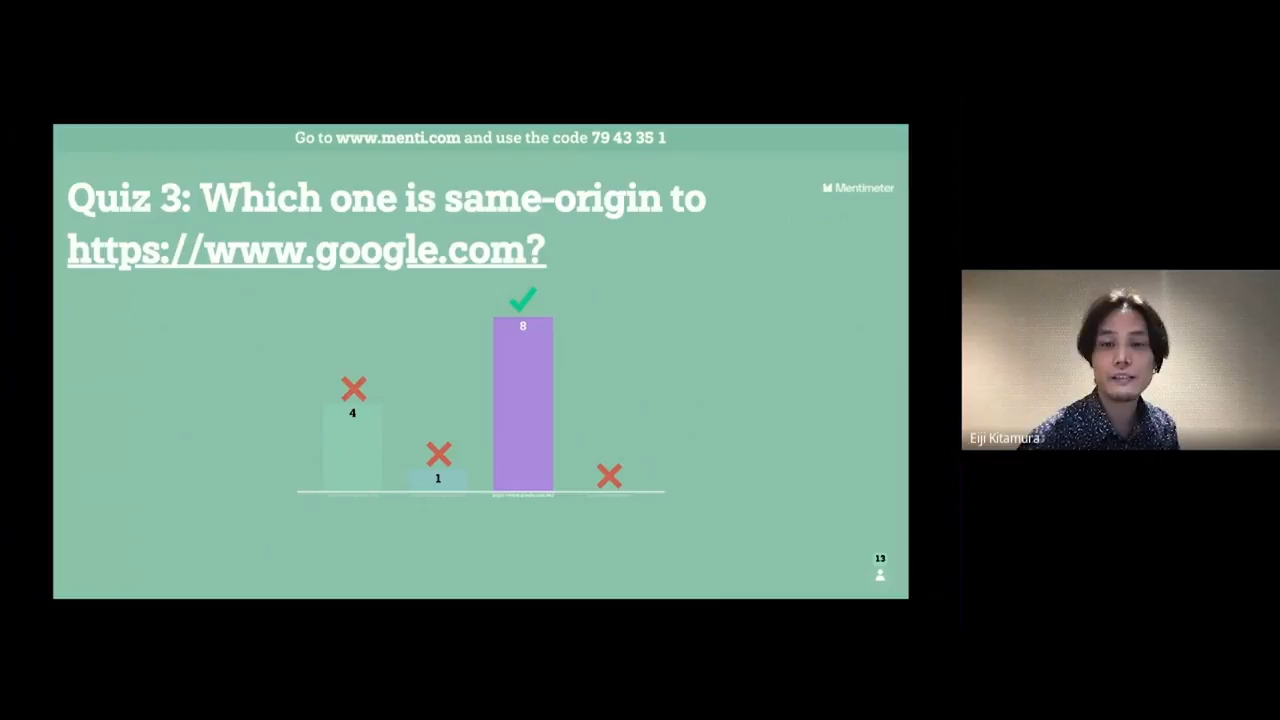 Go to www.menti.com and use the code 79 43 35 1
Quiz 3: Which one is same-origin to
https://www.google.com?
Mentimeter
8
4
1
13
Eiji Kitamura